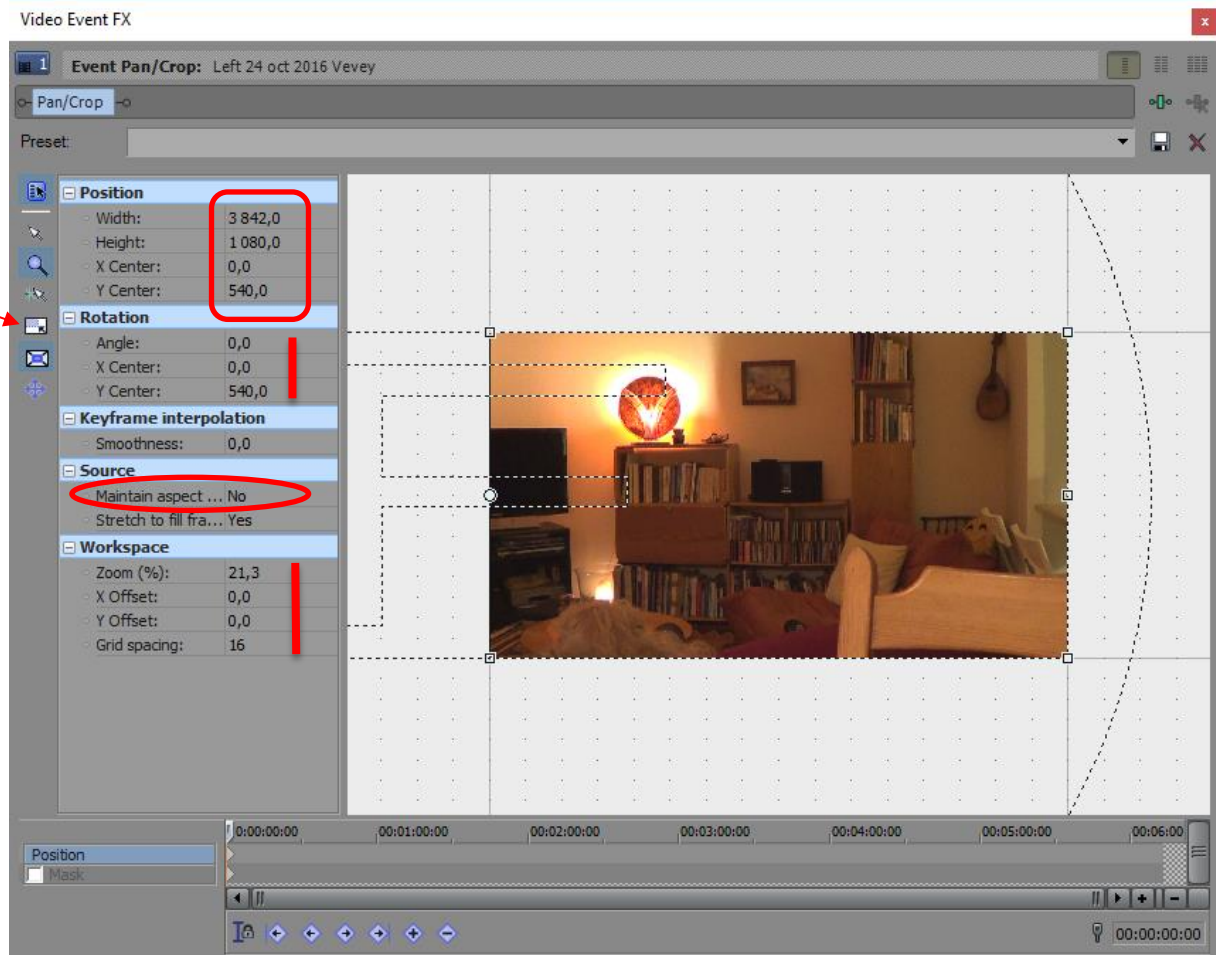 Video Event FX
x
1 Event Pan/Crop: Left 24 oct 2016 Vevey
Pan/Crop
Preset:
Position
Width: 3 842,0
Height: 1 080,0
X Center: 0,0
Y Center: 540,0
Rotation
Angle: 0,0
X Center: 0,0
Y Center: 540,0
Keyframe interpolation
Smoothness: 0,0
Source
Maintain aspect ... No
Stretch to fill fra... Yes
Workspace
Zoom (%): 21,3
X Offset: 0,0
Y Offset: 0,0
Grid spacing: 16
0:00:00:00 00:01:00:00 00:02:00:00 00:03:00:00 00:04:00:00 00:05:00:00 00:06:00
Position
Mask
00:00:00:00